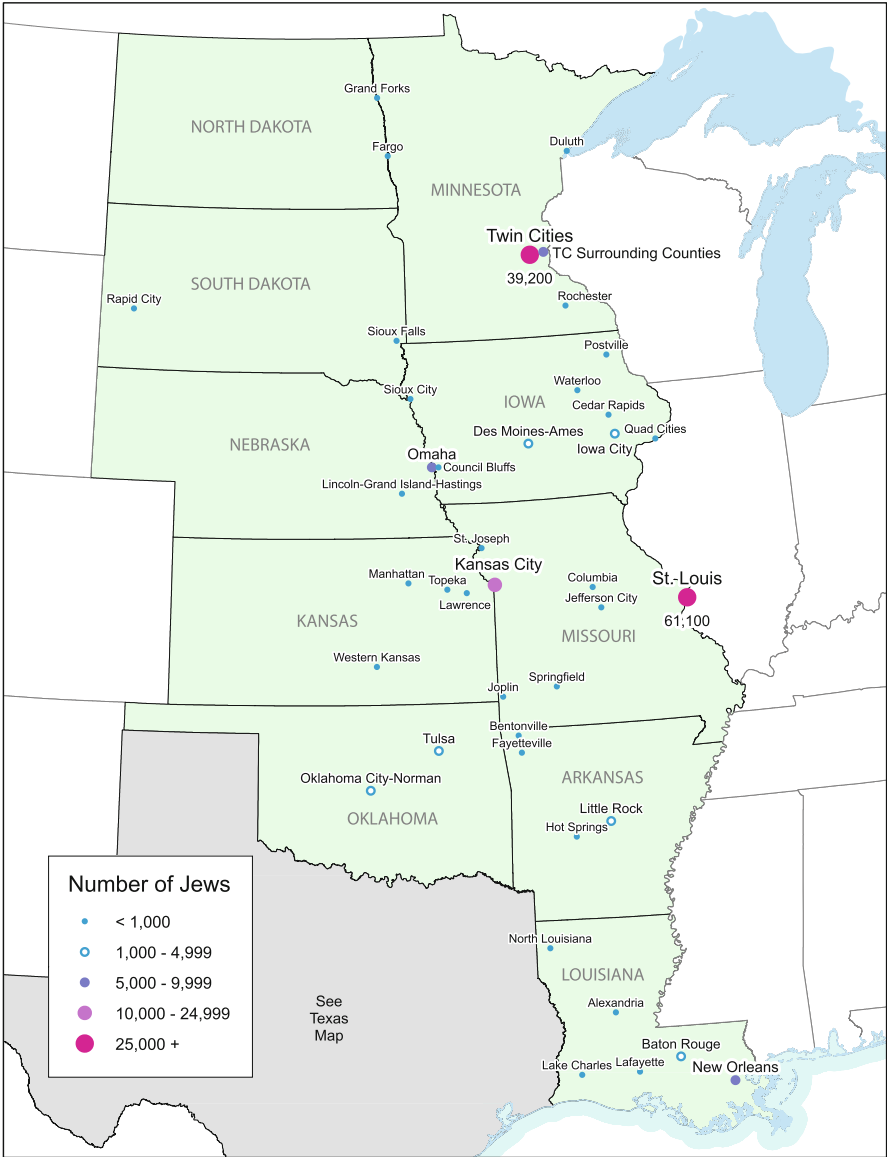 Grand Forks
NORTH DAKOTA
Fargo
Duluth
MINNESOTA
Twin Cities
TC Surrounding Counties
39,200
SOUTH DAKOTA
Rapid City
Rochester
Sioux Falls
Postville
Waterloo
Sioux City
IOWA
Cedar Rapids
Des Moines-Ames
Quad Cities
NEBRASKA
Iowa City
Omaha
Council Bluffs
Lincoln-Grand Island-Hastings
St. Joseph
Kansas City
Manhattan
Topeka
Columbia
St. Louis
Lawrence
Jefferson City
61,100
KANSAS
MISSOURI
Western Kansas
Springfield
Joplin
Bentonville
Tulsa
Fayetteville
Oklahoma City-Norman
ARKANSAS
OKLAHOMA
Little Rock
Hot Springs
Number of Jews
< 1,000
1,000 - 4,999
5,000 - 9,999
10,000 - 24,999
25,000 +
See
Texas
Map
North Louisiana
LOUISIANA
Alexandria
Baton Rouge
Lake Charles
Lafayette
New Orleans